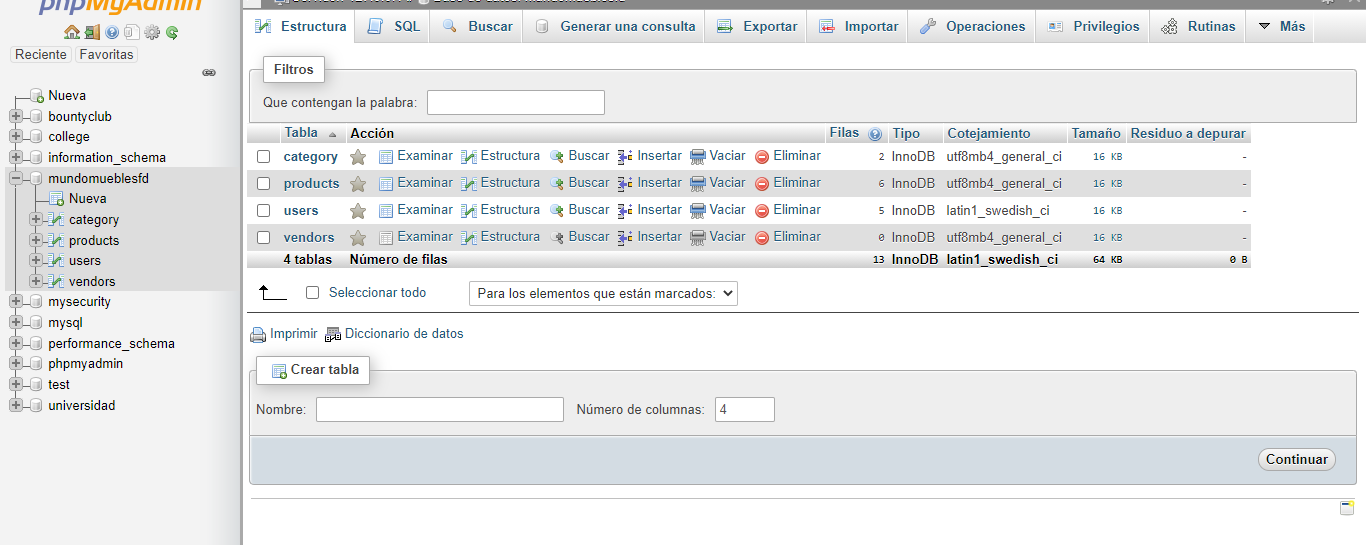 phpMyAdmin
Reciente Favoritas
Nueva
bountyclub
college
information_schema
mundomueblesfd
Nueva
category
products
users
vendors
mysecurity
mysql
performance_schema
phpmyadmin
test
universidad
Estructura SQL Buscar Generar una consulta Exportar Importar Operaciones Privilegios Rutinas Más
Filtros
Que contengan la palabra:
Tabla Acción Filas Tipo Cotejamiento Tamaño Residuo a depurar
category Examinar Estructura Buscar Insertar Vaciar Eliminar 2 InnoDB utf8mb4_general_ci 16 KB -
products Examinar Estructura Buscar Insertar Vaciar Eliminar 6 InnoDB utf8mb4_general_ci 16 KB -
users Examinar Estructura Buscar Insertar Vaciar Eliminar 5 InnoDB latin1_swedish_ci 16 KB -
vendors Examinar Estructura Buscar Insertar Vaciar Eliminar 0 InnoDB utf8mb4_general_ci 16 KB -
4 tablas Número de filas 13 InnoDB latin1_swedish_ci 64 KB 0 B
Seleccionar todo Para los elementos que están marcados:
Imprimir Diccionario de datos
Crear tabla
Nombre: Número de columnas: 4
Continuar